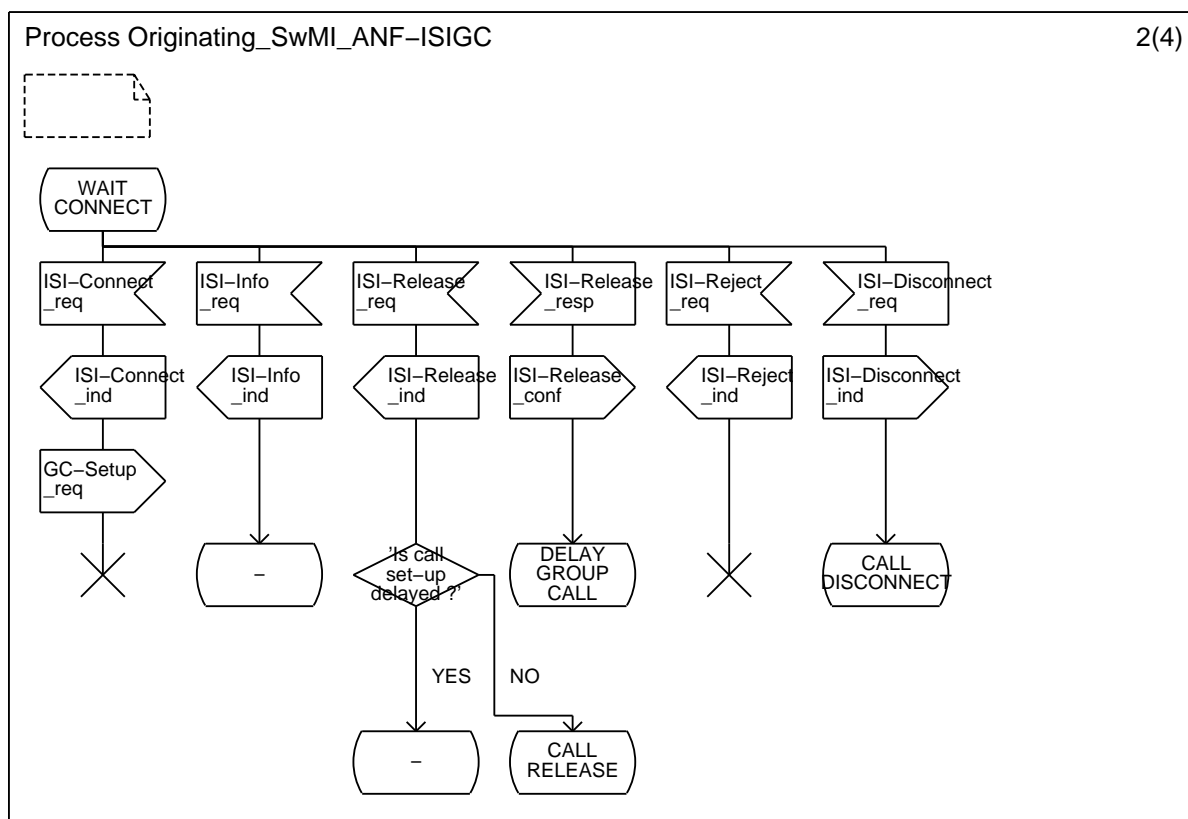 Process Originating_SwMI_ANF−ISIGC
2(4)
WAIT
CONNECT
ISI−Connect
_req
ISI−Info
_req
ISI−Release
_req
ISI−Release
_resp
ISI−Reject
_req
ISI−Disconnect
_req
ISI−Connect
_ind
ISI−Info
_ind
ISI−Release
_ind
ISI−Release
_conf
ISI−Reject
_ind
ISI−Disconnect
_ind
GC−Setup
_req
−
'Is call
set−up
delayed ?'
DELAY
GROUP
CALL
CALL
DISCONNECT
YES
NO
−
CALL
RELEASE